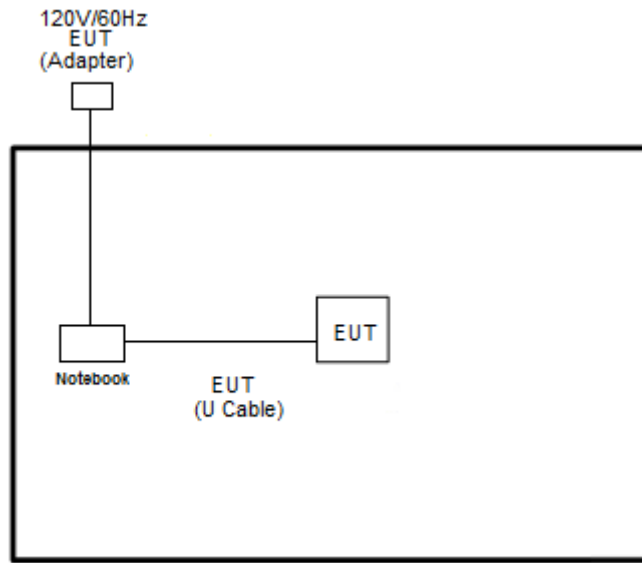 120V/60Hz
EUT
(Adapter)
EUT
Notebook
EUT
(U Cable)